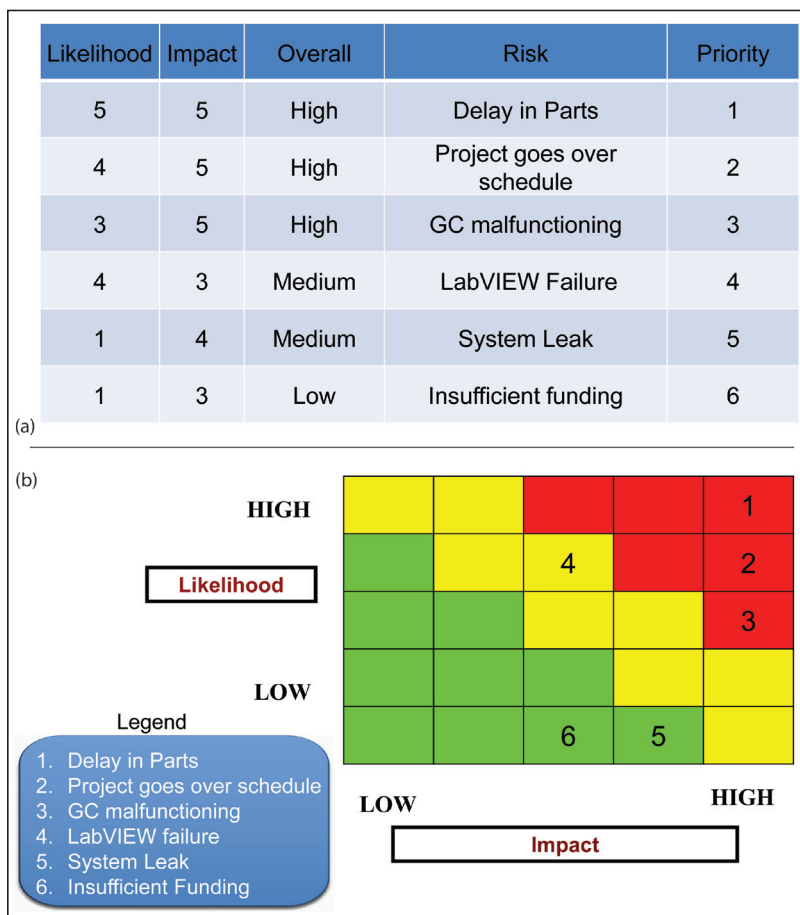 Likelihood Impact Overall Risk Priority
5 5 High Delay in Parts 1
4 5 High Project goes over schedule 2
3 5 High GC malfunctioning 3
4 3 Medium LabVIEW Failure 4
1 4 Medium System Leak 5
1 3 Low Insufficient funding 6
(a)
(b)
HIGH
1
4 2
Likelihood
3
LOW
6 5
Legend
1. Delay in Parts
2. Project goes over schedule
3. GC malfunctioning
4. LabVIEW failure
5. System Leak
6. Insufficient Funding
LOW HIGH
Impact